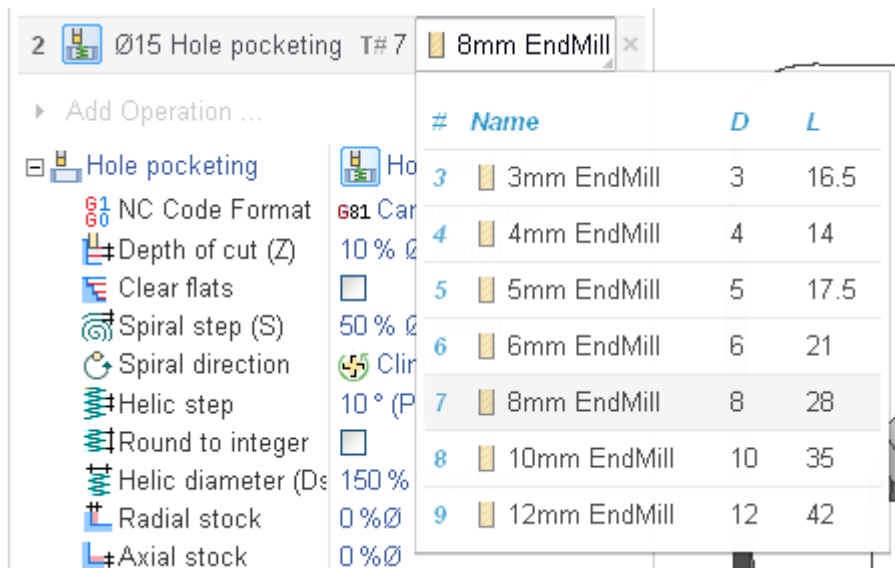 2 Ø15 Hole pocketing T# 7 8mm EndMill ×
Add Operation ...
# Name D L
Hole pocketing Ho
3 3mm EndMill 3 16.5
NC Code Format G81 Can
4 4mm EndMill 4 14
Depth of cut (Z) 10 % Ø
Clear flats
5 5mm EndMill 5 17.5
Spiral step (S) 50 % Ø
6 6mm EndMill 6 21
Spiral direction Clim
Helic step 10 ° (P
7 8mm EndMill 8 28
Round to integer
8 10mm EndMill 10 35
Helic diameter (Ds 150 %
Radial stock 0 %Ø
9 12mm EndMill 12 42
Axial stock 0 %Ø